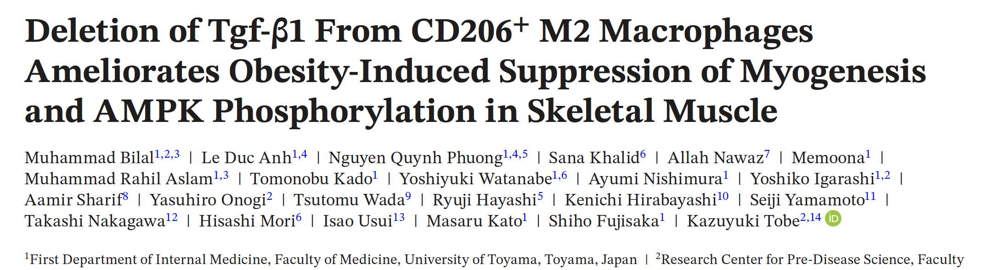 Deletion of Tgf-β1 From CD206⁺ M2 Macrophages
Ameliorates Obesity-Induced Suppression of Myogenesis
and AMPK Phosphorylation in Skeletal Muscle
Muhammad Bilal1,2,3 | Le Duc Anh1,4 | Nguyen Quynh Phuong1,4,5 | Sana Khalid6 | Allah Nawaz7 | Memoona1 |
Muhammad Rahil Aslam1,3 | Tomonobu Kado1 | Yoshiyuki Watanabe1,6 | Ayumi Nishimura1 | Yoshiko Igarashi1,2 |
Aamir Sharif8 | Yasuhiro Onogi2 | Tsutomu Wada9 | Ryuji Hayashi5 | Kenichi Hirabayashi10 | Seiji Yamamoto11 |
Takashi Nakagawa12 | Hisashi Mori6 | Isao Usui13 | Masaru Kato1 | Shiho Fujisaka1 | Kazuyuki Tobe2,14 iD
1First Department of Internal Medicine, Faculty of Medicine, University of Toyama, Toyama, Japan | 2Research Center for Pre-Disease Science, Faculty